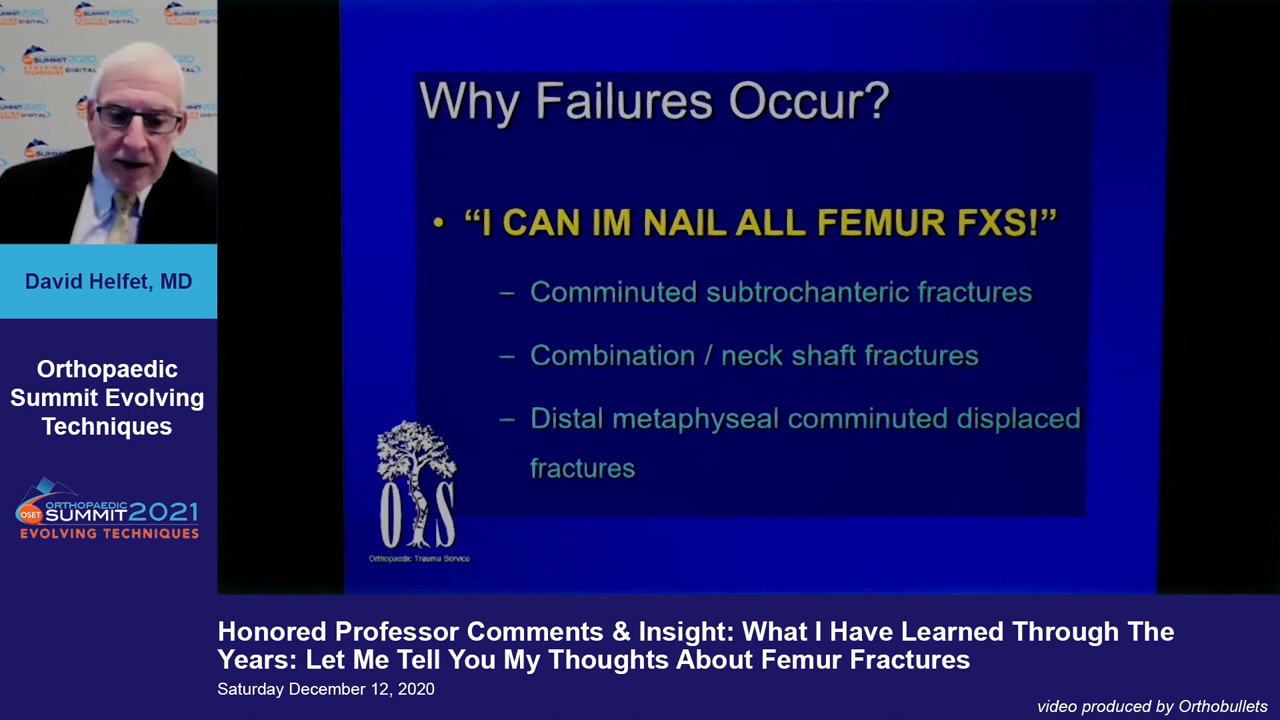 David Helfet, MD
Orthopaedic
Summit Evolving
Techniques
OSET
ORTHOPAEDIC
SUMMIT 2021
EVOLVING TECHNIQUES
Why Failures Occur?
• “I CAN IM NAIL ALL FEMUR FXS!”
– Comminuted subtrochanteric fractures
– Combination / neck shaft fractures
– Distal metaphyseal comminuted displaced
fractures
OTS
Orthopaedic Trauma Service
Honored Professor Comments & Insight: What I Have Learned Through The
Years: Let Me Tell You My Thoughts About Femur Fractures
Saturday December 12, 2020
video produced by Orthobullets